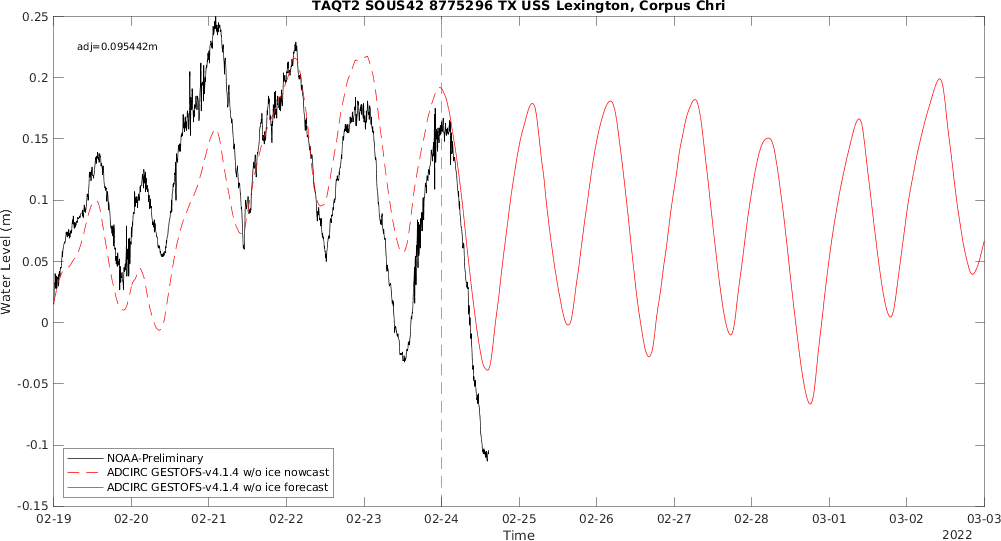 TAQT2 SOUS42 8775296 TX USS Lexington, Corpus Chri
adj=0.095442m
Water Level (m)
0.25
0.2
0.15
0.1
0.05
0
-0.05
-0.1
-0.15
NOAA-Preliminary
ADCIRC GESTOFS-v4.1.4 w/o ice nowcast
ADCIRC GESTOFS-v4.1.4 w/o ice forecast
02-19 02-20 02-21 02-22 02-23 02-24 02-25 02-26 02-27 02-28 03-01 03-02 03-03
Time
2022